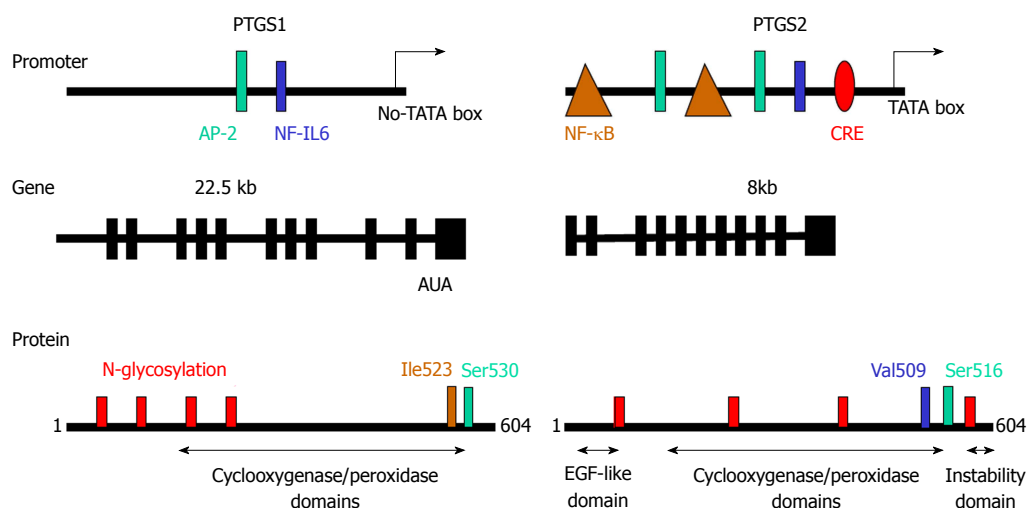 PTGS1
PTGS2
Promoter
No-TATA box
TATA box
AP-2
NF-IL6
NF-κB
CRE
Gene
22.5 kb
8kb
AUA
Protein
N-glycosylation
Ile523
Ser530
Val509
Ser516
1
604
1
604
Cyclooxygenase/peroxidase
domains
EGF-like
domain
Cyclooxygenase/peroxidase
domains
Instability
domain